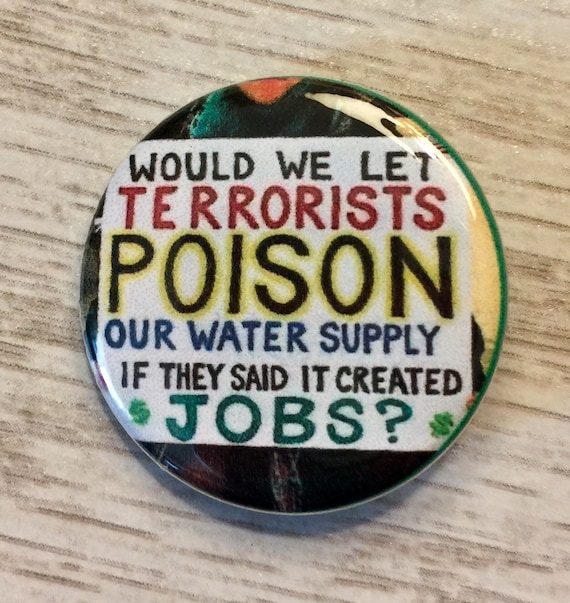 WOULD WE LET
TERRORISTS
POISON
OUR WATER SUPPLY
IF THEY SAID IT CREATED
$ JOBS? $